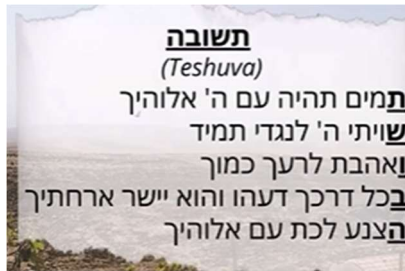 תשובה
(Teshuva)
תמים תהיה עם ה' אלוהיך
שויתי ה' לנגדי תמיד
ואהבת לרעך כמוך
בכל דרכך דעהו והוא יישר ארחתיך
הצנע לכת עם אלוהיך